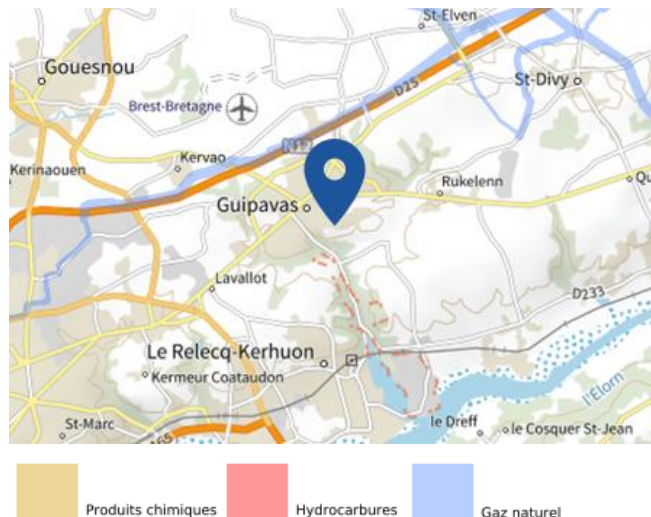 St-Elven
Gouesnou
St-Divy
D25
Brest-Bretagne
N12
Kervao
Kerinaouen
Rukelenn
Qu
Guipavas
Lavallot
D233
Le Relecq-Kerhuon
Kermeur Coataudon
l'Élorn
St-Marc
le Dreff
le Cosquer St-Jean
Produits chimiques
Hydrocarbures
Gaz naturel